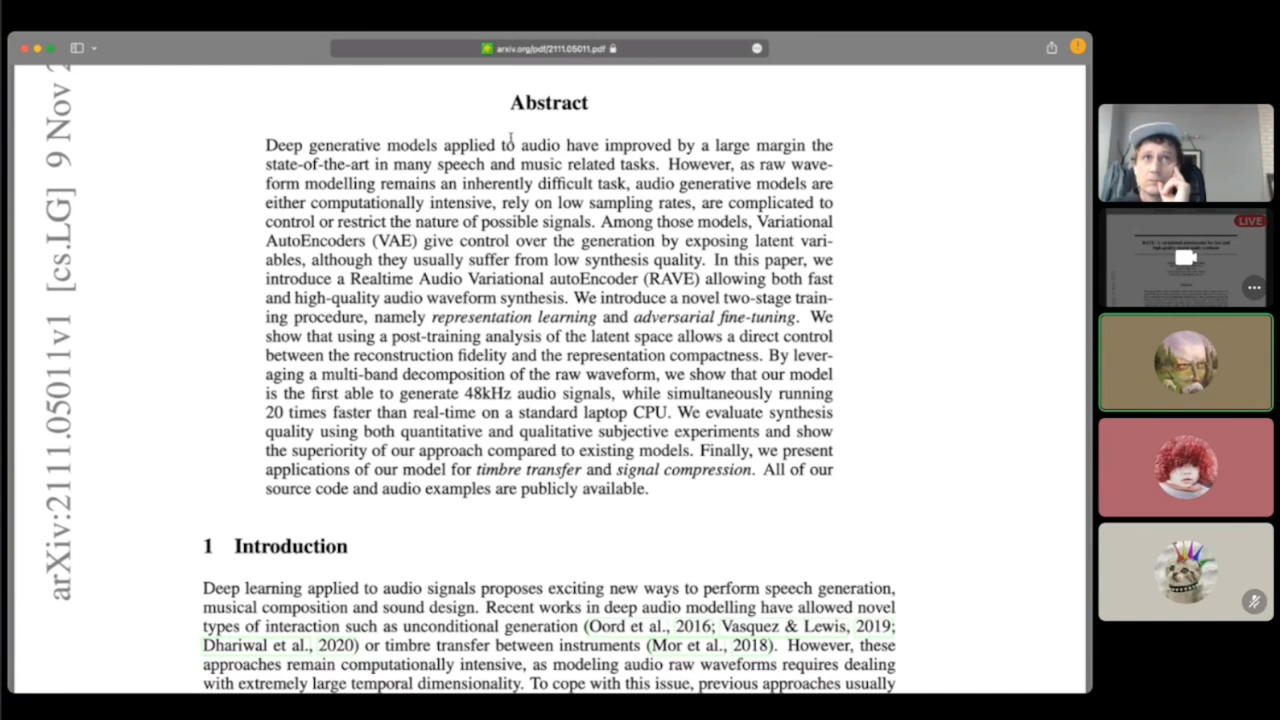 arxiv.org/pdf/2111.05011.pdf
arXiv:2111.05011v1 [cs.LG] 9 Nov 2
Abstract
Deep generative models applied to audio have improved by a large margin the
state-of-the-art in many speech and music related tasks. However, as raw wave-
form modelling remains an inherently difficult task, audio generative models are
either computationally intensive, rely on low sampling rates, are complicated to
control or restrict the nature of possible signals. Among those models, Variational
AutoEncoders (VAE) give control over the generation by exposing latent vari-
ables, although they usually suffer from low synthesis quality. In this paper, we
introduce a Realtime Audio Variational autoEncoder (RAVE) allowing both fast
and high-quality audio waveform synthesis. We introduce a novel two-stage train-
ing procedure, namely representation learning and adversarial fine-tuning. We
show that using a post-training analysis of the latent space allows a direct control
between the reconstruction fidelity and the representation compactness. By lever-
aging a multi-band decomposition of the raw waveform, we show that our model
is the first able to generate 48kHz audio signals, while simultaneously running
20 times faster than real-time on a standard laptop CPU. We evaluate synthesis
quality using both quantitative and qualitative subjective experiments and show
the superiority of our approach compared to existing models. Finally, we present
applications of our model for timbre transfer and signal compression. All of our
source code and audio examples are publicly available.
1 Introduction
Deep learning applied to audio signals proposes exciting new ways to perform speech generation,
musical composition and sound design. Recent works in deep audio modelling have allowed novel
types of interaction such as unconditional generation (Oord et al., 2016; Vasquez & Lewis, 2019;
Dhariwal et al., 2020) or timbre transfer between instruments (Mor et al., 2018). However, these
approaches remain computationally intensive, as modeling audio raw waveforms requires dealing
with extremely large temporal dimensionality. To cope with this issue, previous approaches usually
LIVE